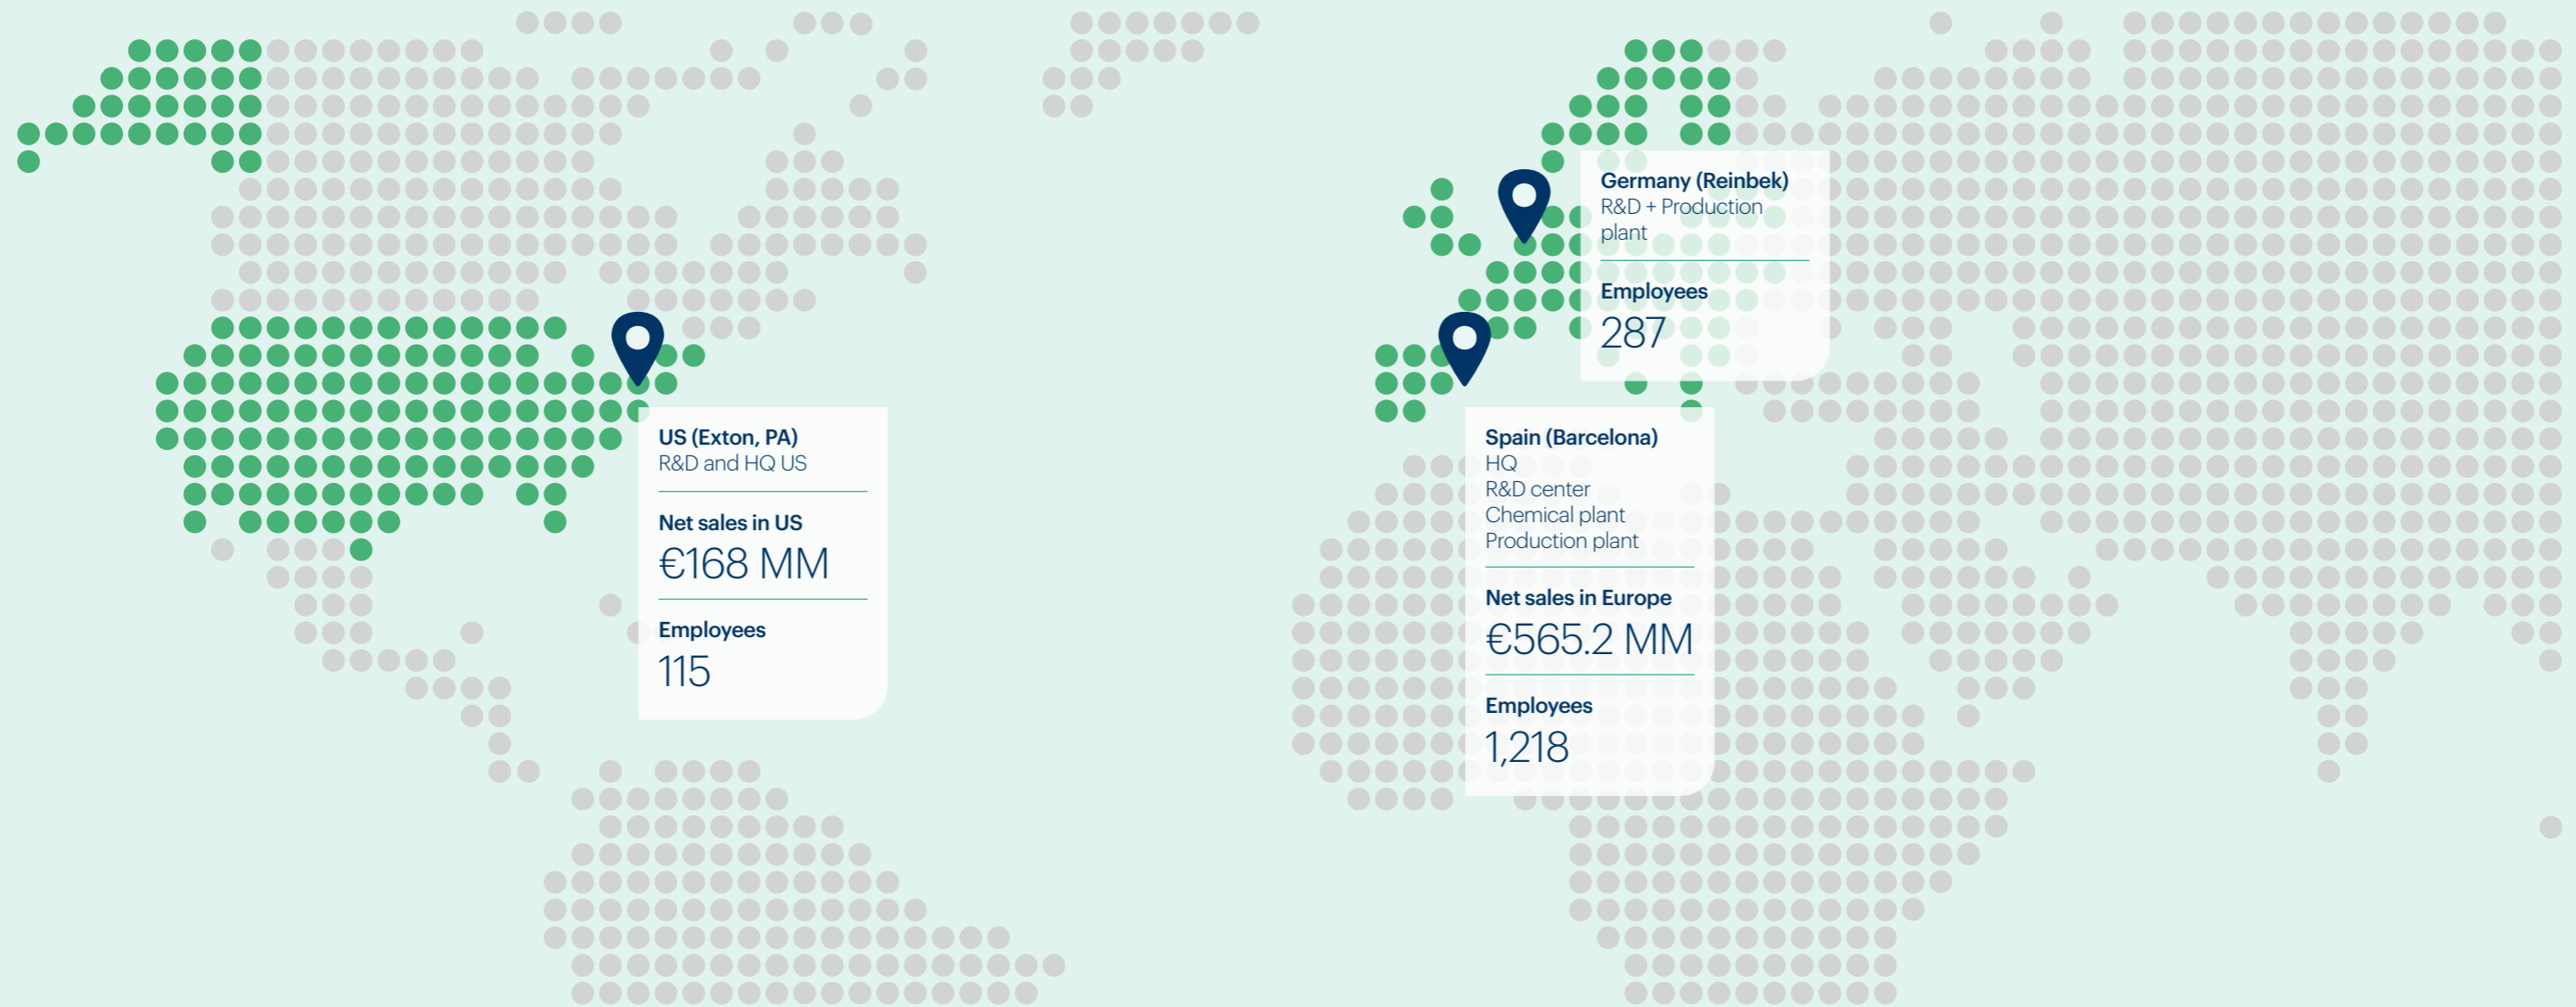 Germany (Reinbek)
R&D + Production
plant
Employees
287
US (Exton, PA)
R&D and HQ US
Net sales in US
€168 MM
Employees
115
Spain (Barcelona)
HQ
R&D center
Chemical plant
Production plant
Net sales in Europe
€565.2 MM
Employees
1,218